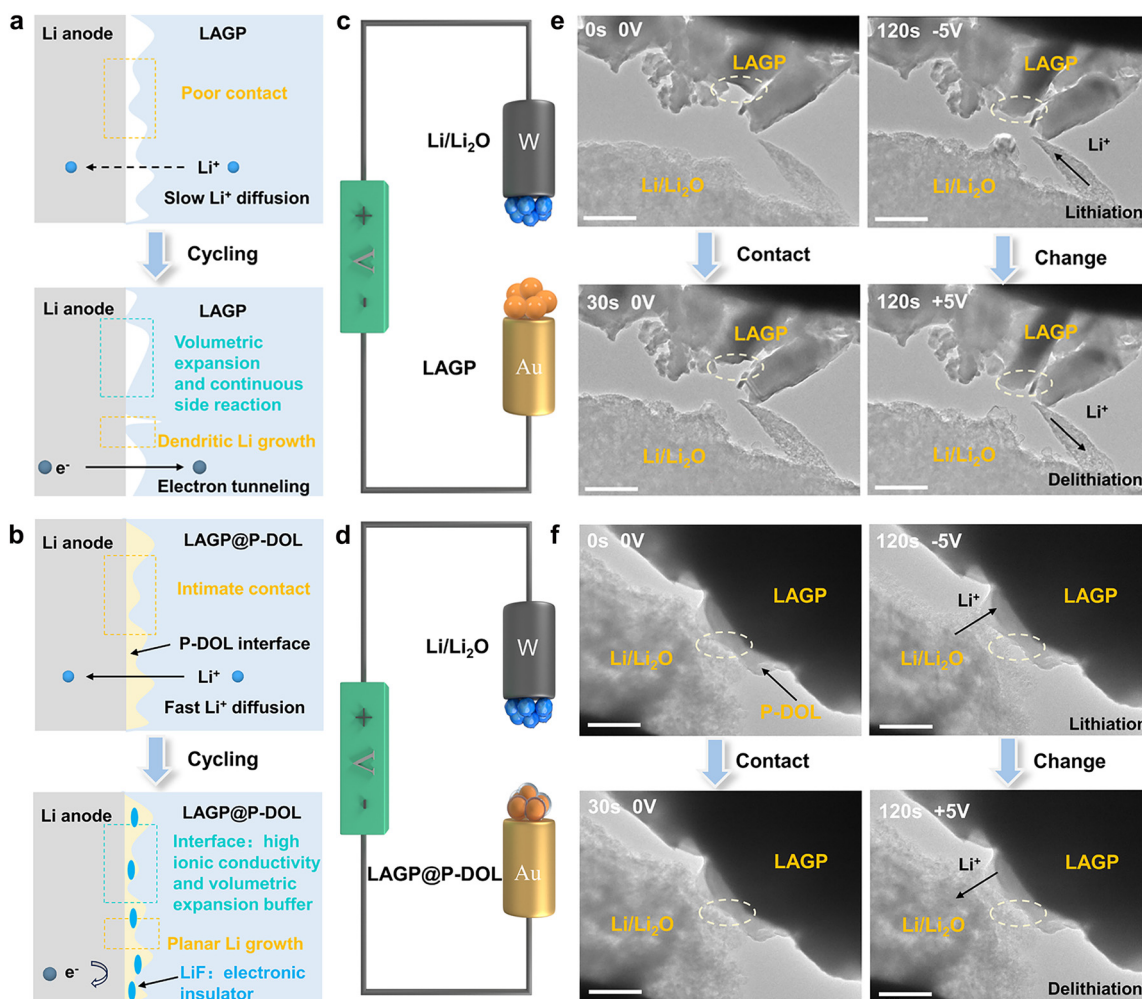 a
Li anode
LAGP
Poor contact
Li⁺
Slow Li⁺ diffusion
Cycling
Li anode
LAGP
Volumetric
expansion
and continuous
side reaction
Dendritic Li growth
e⁻
Electron tunneling
b
Li anode
LAGP@P-DOL
Intimate contact
P-DOL interface
Li⁺
Fast Li⁺ diffusion
Cycling
Li anode
LAGP@P-DOL
Interface: high
ionic conductivity
and volumetric
expansion buffer
Planar Li growth
e⁻
LiF: electronic
insulator
c
Li/Li₂O
W
+
V
-
LAGP
Au
d
Li/Li₂O
W
+
V
-
LAGP@P-DOL
Au
e
0s 0V
LAGP
Li/Li₂O
120s -5V
LAGP
Li⁺
Li/Li₂O
Lithiation
Contact
Change
30s 0V
LAGP
Li/Li₂O
120s +5V
LAGP
Li⁺
Li/Li₂O
Delithiation
f
0s 0V
LAGP
Li/Li₂O
P-DOL
120s -5V
Li⁺
LAGP
Li/Li₂O
Lithiation
Contact
Change
30s 0V
LAGP
Li/Li₂O
120s +5V
Li⁺
LAGP
Li/Li₂O
Delithiation